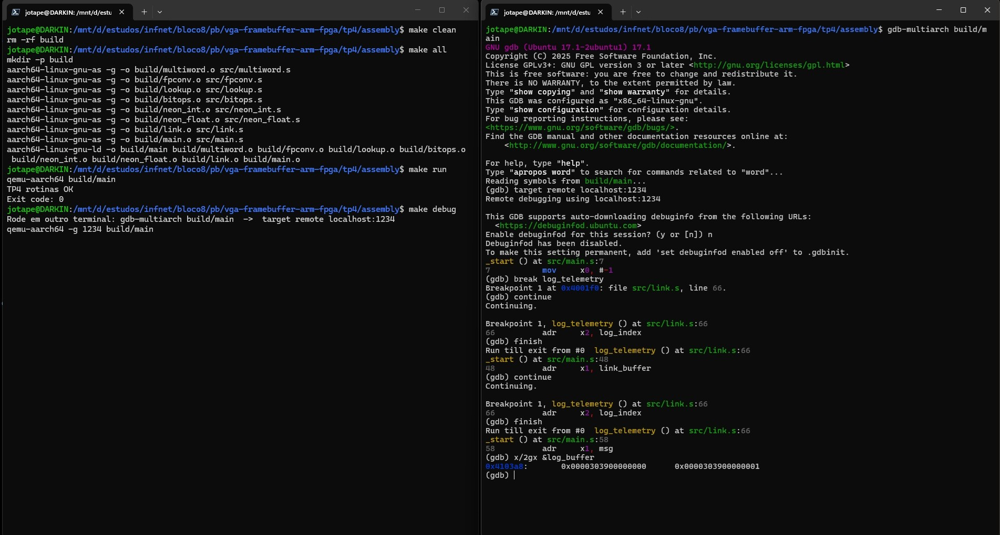 jotape@DARKIN: /mnt/d/estu
jotape@DARKIN:/mnt/d/estudos/infnet/bloco8/pb/vga-framebuffer-arm-fpga/tp4/assembly$ make clean
rm -rf build
jotape@DARKIN:/mnt/d/estudos/infnet/bloco8/pb/vga-framebuffer-arm-fpga/tp4/assembly$ make all
mkdir -p build
aarch64-linux-gnu-as -g -o build/multiword.o src/multiword.s
aarch64-linux-gnu-as -g -o build/fpconv.o src/fpconv.s
aarch64-linux-gnu-as -g -o build/lookup.o src/lookup.s
aarch64-linux-gnu-as -g -o build/bitops.o src/bitops.s
aarch64-linux-gnu-as -g -o build/neon_int.o src/neon_int.s
aarch64-linux-gnu-as -g -o build/neon_float.o src/neon_float.s
aarch64-linux-gnu-as -g -o build/link.o src/link.s
aarch64-linux-gnu-as -g -o build/main.o src/main.s
aarch64-linux-gnu-ld -o build/main build/multiword.o build/fpconv.o build/lookup.o build/bitops.o
build/neon_int.o build/neon_float.o build/link.o build/main.o
jotape@DARKIN:/mnt/d/estudos/infnet/bloco8/pb/vga-framebuffer-arm-fpga/tp4/assembly$ make run
qemu-aarch64 build/main
TP4 rotinas OK
Exit code: 0
jotape@DARKIN:/mnt/d/estudos/infnet/bloco8/pb/vga-framebuffer-arm-fpga/tp4/assembly$ make debug
Rode em outro terminal: gdb-multiarch build/main  ->  target remote localhost:1234
qemu-aarch64 -g 1234 build/main
jotape@DARKIN: /mnt/d/estu
jotape@DARKIN:/mnt/d/estudos/infnet/bloco8/pb/vga-framebuffer-arm-fpga/tp4/assembly$ gdb-multiarch build/m
ain
GNU gdb (Ubuntu 17.1-2ubuntu1) 17.1
Copyright (C) 2025 Free Software Foundation, Inc.
License GPLv3+: GNU GPL version 3 or later <http://gnu.org/licenses/gpl.html>
This is free software: you are free to change and redistribute it.
There is NO WARRANTY, to the extent permitted by law.
Type "show copying" and "show warranty" for details.
This GDB was configured as "x86_64-linux-gnu".
Type "show configuration" for configuration details.
For bug reporting instructions, please see:
<https://www.gnu.org/software/gdb/bugs/>.
Find the GDB manual and other documentation resources online at:
<http://www.gnu.org/software/gdb/documentation/>.
For help, type "help".
Type "apropos word" to search for commands related to "word"...
Reading symbols from build/main...
(gdb) target remote localhost:1234
Remote debugging using localhost:1234
This GDB supports auto-downloading debuginfo from the following URLs:
<https://debuginfod.ubuntu.com>
Enable debuginfod for this session? (y or [n]) n
Debuginfod has been disabled.
To make this setting permanent, add 'set debuginfod enabled off' to .gdbinit.
_start () at src/main.s:7
7 mov x0, #-1
(gdb) break log_telemetry
Breakpoint 1 at 0x4001f0: file src/link.s, line 66.
(gdb) continue
Continuing.
Breakpoint 1, log_telemetry () at src/link.s:66
66 adr x2, log_index
(gdb) finish
Run till exit from #0  log_telemetry () at src/link.s:66
_start () at src/main.s:48
48 adr x1, link_buffer
(gdb) continue
Continuing.
Breakpoint 1, log_telemetry () at src/link.s:66
66 adr x2, log_index
(gdb) finish
Run till exit from #0  log_telemetry () at src/link.s:66
_start () at src/main.s:58
58 adr x1, msg
(gdb) x/2gx &log_buffer
0x4103a8: 0x0000303900000000 0x0000303900000001
(gdb)